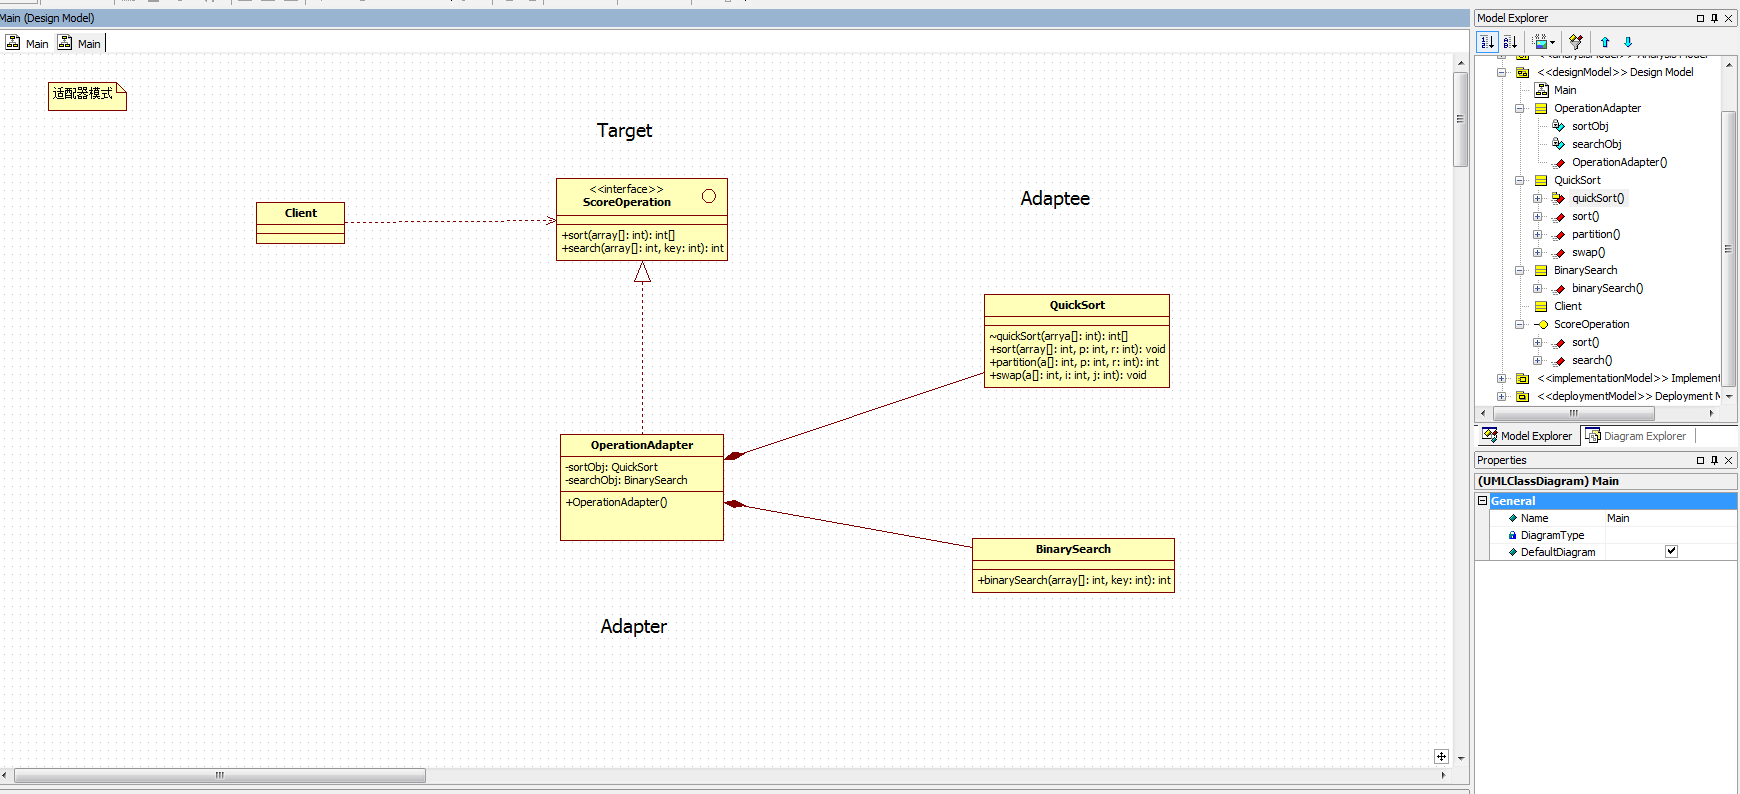 Main (Design Model)
Main
Main
适配器模式
Target
<<interface>>
ScoreOperation
+sort(array[]: int): int[]
+search(array[]: int, key: int): int
Client
Adaptee
QuickSort
~quickSort(arrya[]: int): int[]
+sort(array[]: int, p: int, r: int): void
+partition(a[]: int, p: int, r: int): int
+swap(a[]: int, i: int, j: int): void
OperationAdapter
-sortObj: QuickSort
-searchObj: BinarySearch
+OperationAdapter()
BinarySearch
+binarySearch(array[]: int, key: int): int
Adapter
Model Explorer
<<analysisModel>> Analysis Model
<<designModel>> Design Model
Main
OperationAdapter
sortObj
searchObj
OperationAdapter()
QuickSort
quickSort()
sort()
partition()
swap()
BinarySearch
binarySearch()
Client
ScoreOperation
sort()
search()
<<implementationModel>> Implement
<<deploymentModel>> Deployment M
Model Explorer
Diagram Explorer
Properties
(UMLClassDiagram) Main
General
Name Main
DiagramType
DefaultDiagram